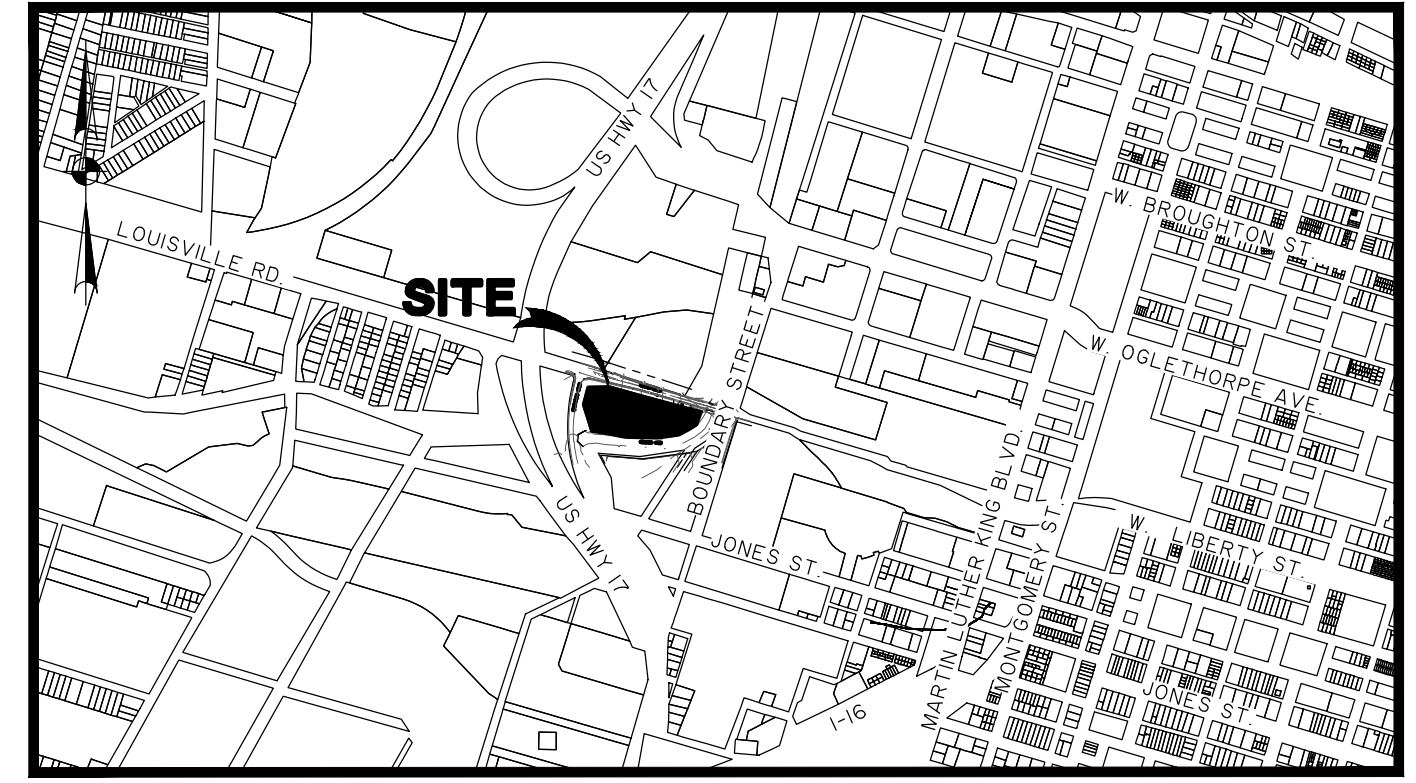 US HWY 17
W. BROUGHTON ST.
LOUISVILLE RD.
SITE
BOUNDARY STREET
W. OGLETHORPE AVE.
MARTIN LUTHER KING BLVD.
MONTGOMERY ST.
W. LIBERTY ST.
US HWY 17
JONES ST.
JONES ST.
I-16